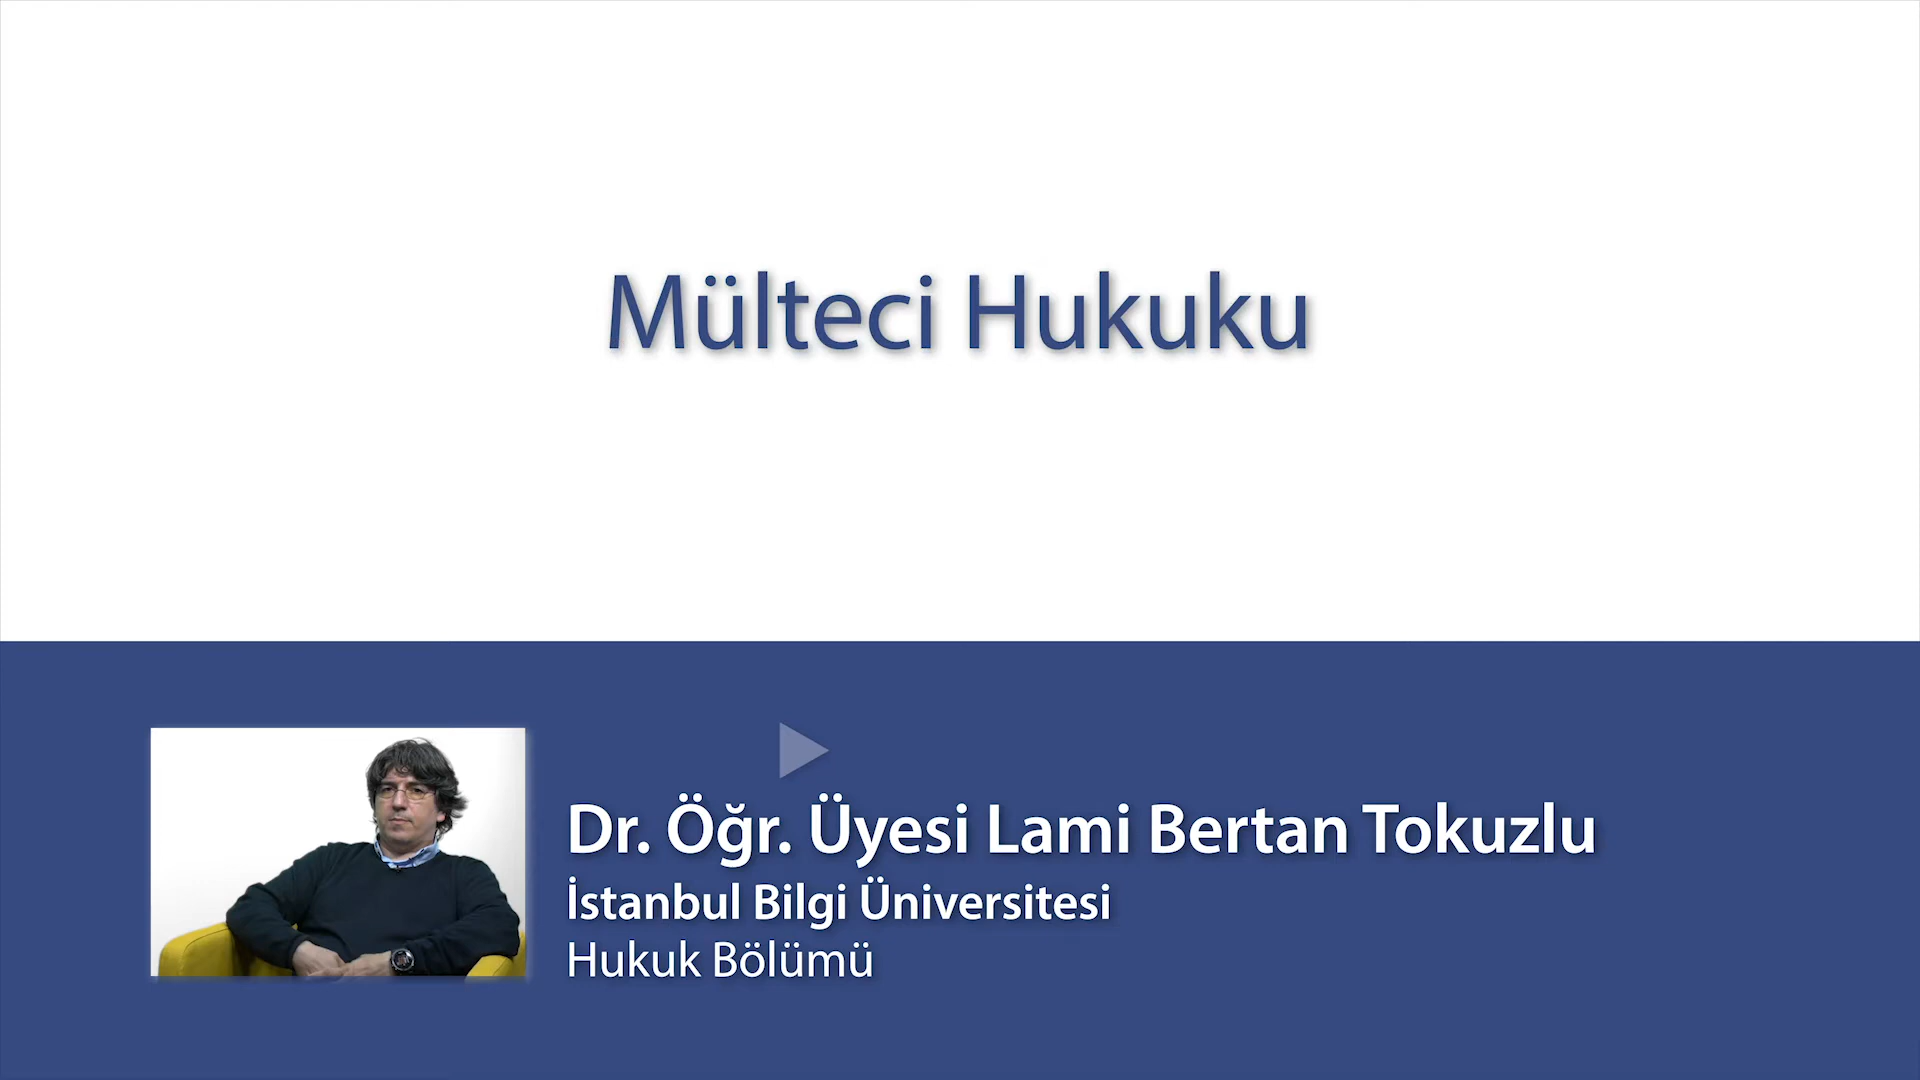 Mülteci Hukuku
Dr. Öğr. Üyesi Lami Bertan Tokuzlu
İstanbul Bilgi Üniversitesi
Hukuk Bölümü